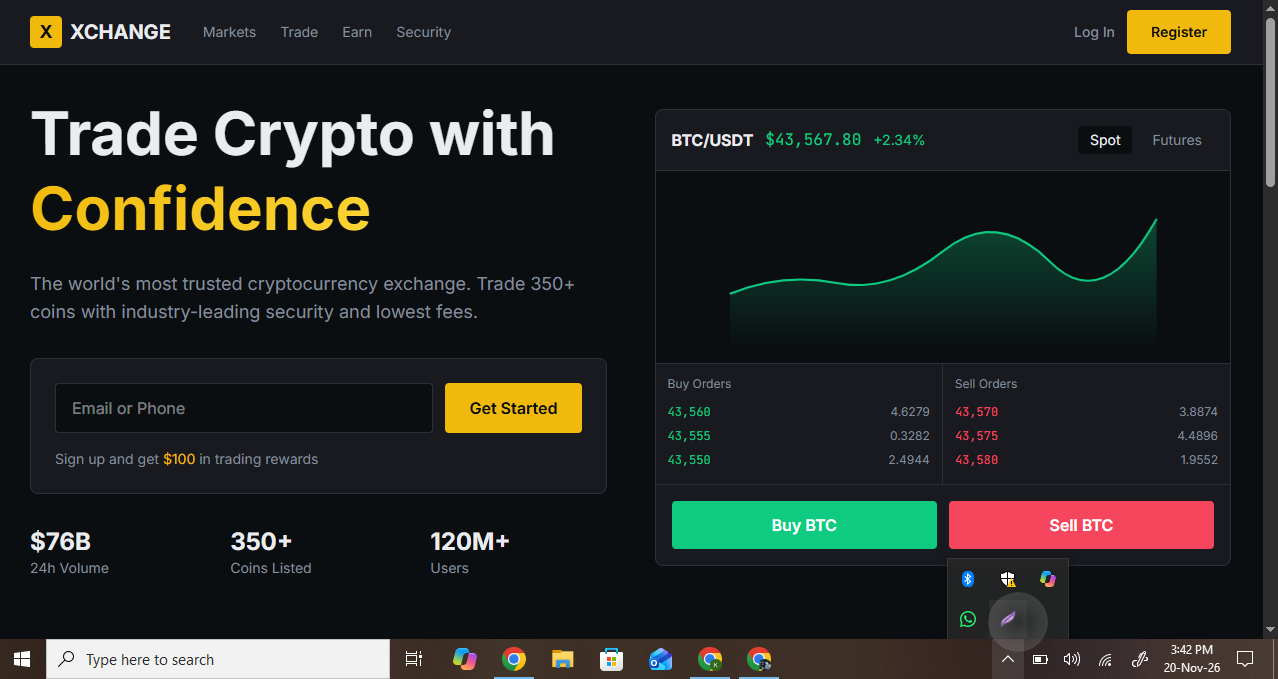 X XCHANGE Markets Trade Earn Security Log In Register
Trade Crypto with
Confidence
The world's most trusted cryptocurrency exchange. Trade 350+
coins with industry-leading security and lowest fees.
Email or Phone Get Started
Sign up and get $100 in trading rewards
$76B 350+ 120M+
24h Volume Coins Listed Users
BTC/USDT $43,567.80 +2.34% Spot Futures
Buy Orders
43,560 4.6279
43,555 0.3282
43,550 2.4944
Sell Orders
43,570 3.8874
43,575 4.4896
43,580 1.9552
Buy BTC Sell BTC
Type here to search
3:42 PM
20-Nov-26